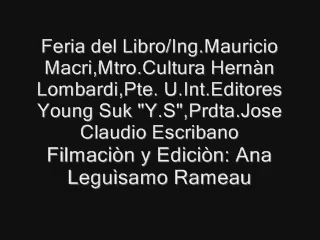 Feria del Libro/Ing.Mauricio
Macri,Mtro.Cultura Hernàn
Lombardi,Pte. U.Int.Editores
Young Suk "Y.S",Prdta.Jose
Claudio Escribano
Filmaciòn y Ediciòn: Ana
Leguìsamo Rameau